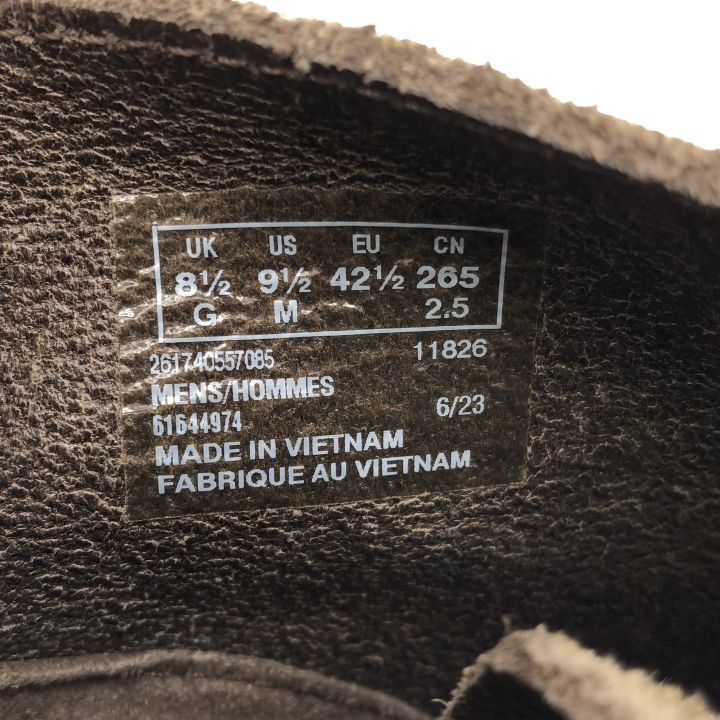 UK US EU CN
8½ 9½ 42½ 265
G M 2.5
261740557085 11826
MENS/HOMMES
61644974 6/23
MADE IN VIETNAM
FABRIQUE AU VIETNAM